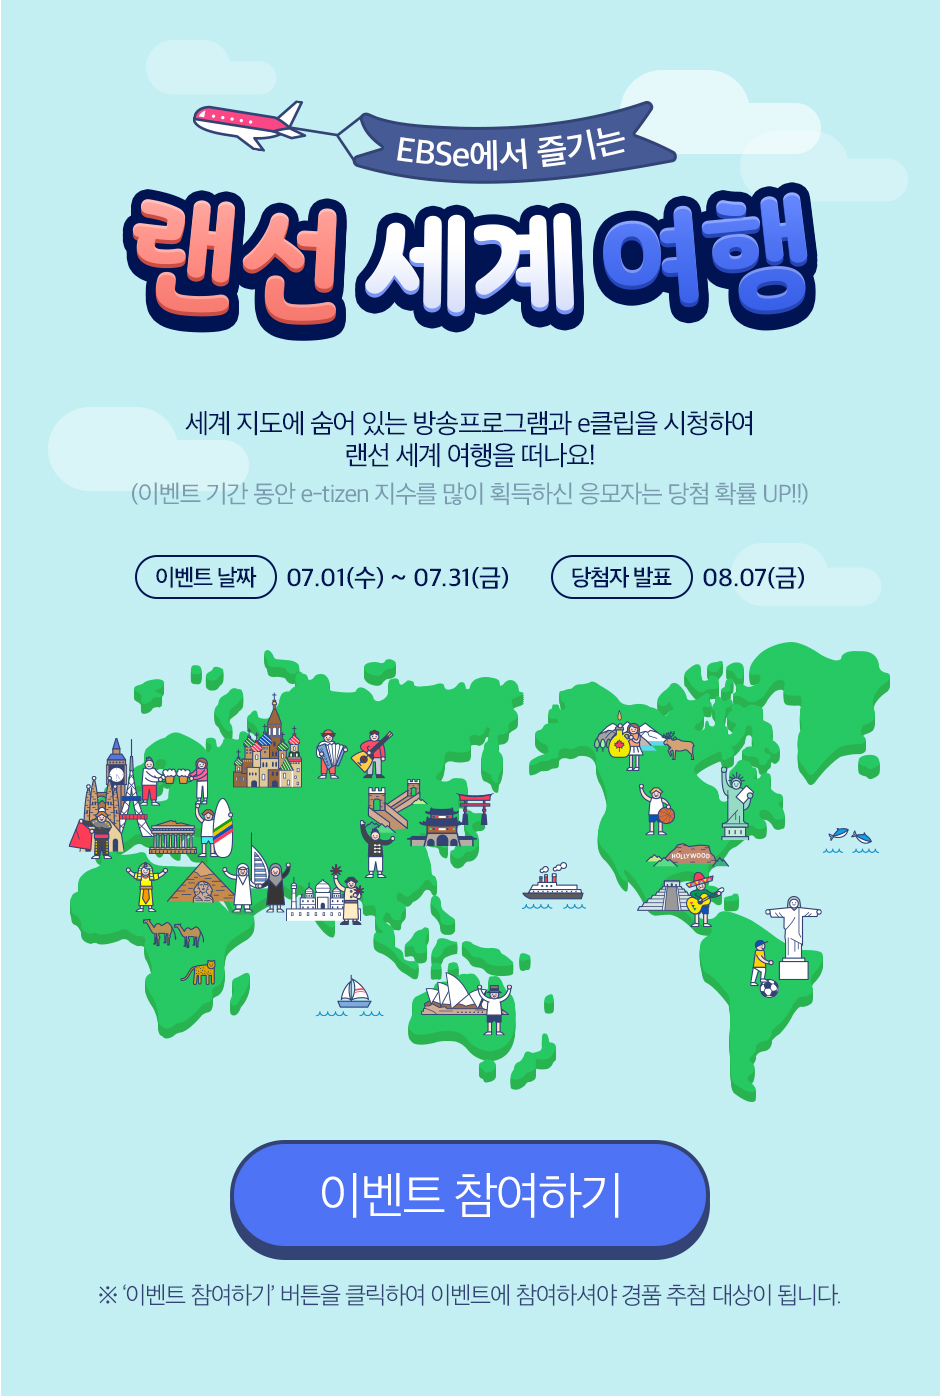 EBSe에서 즐기는
랜선 세계 여행
세계 지도에 숨어 있는 방송프로그램과 e클립을 시청하여
랜선 세계 여행을 떠나요!
(이벤트 기간 동안 e-tizen 지수를 많이 획득하신 응모자는 당첨 확률 UP!!)
이벤트 날짜 07.01(수) ~ 07.31(금) 당첨자 발표 08.07(금)
HOLLYWOOD
이벤트 참여하기
※ ‘이벤트 참여하기’ 버튼을 클릭하여 이벤트에 참여하셔야 경품 추첨 대상이 됩니다.